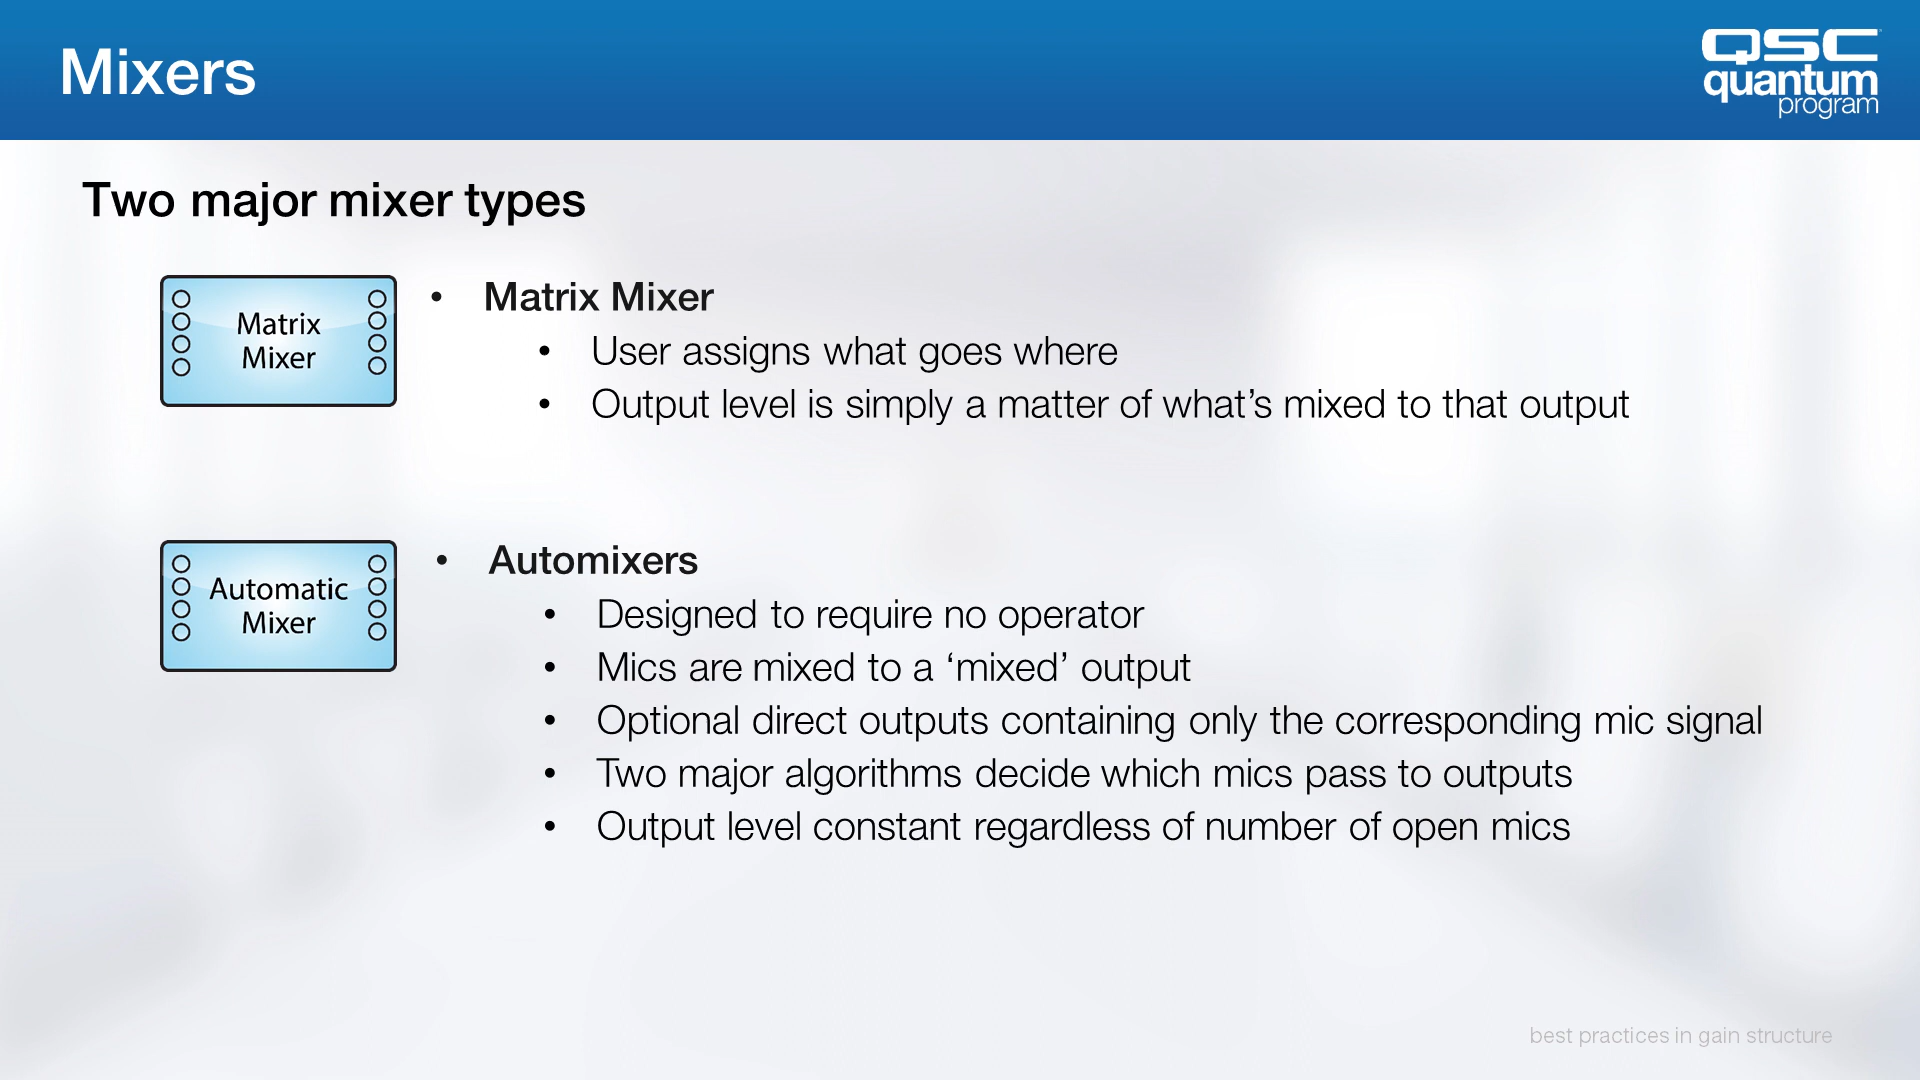 Mixers
QSC
quantum
program
Two major mixer types
Matrix
Mixer
• Matrix Mixer
• User assigns what goes where
• Output level is simply a matter of what’s mixed to that output
Automatic
Mixer
• Automixers
• Designed to require no operator
• Mics are mixed to a ‘mixed’ output
• Optional direct outputs containing only the corresponding mic signal
• Two major algorithms decide which mics pass to outputs
• Output level constant regardless of number of open mics
best practices in gain structure